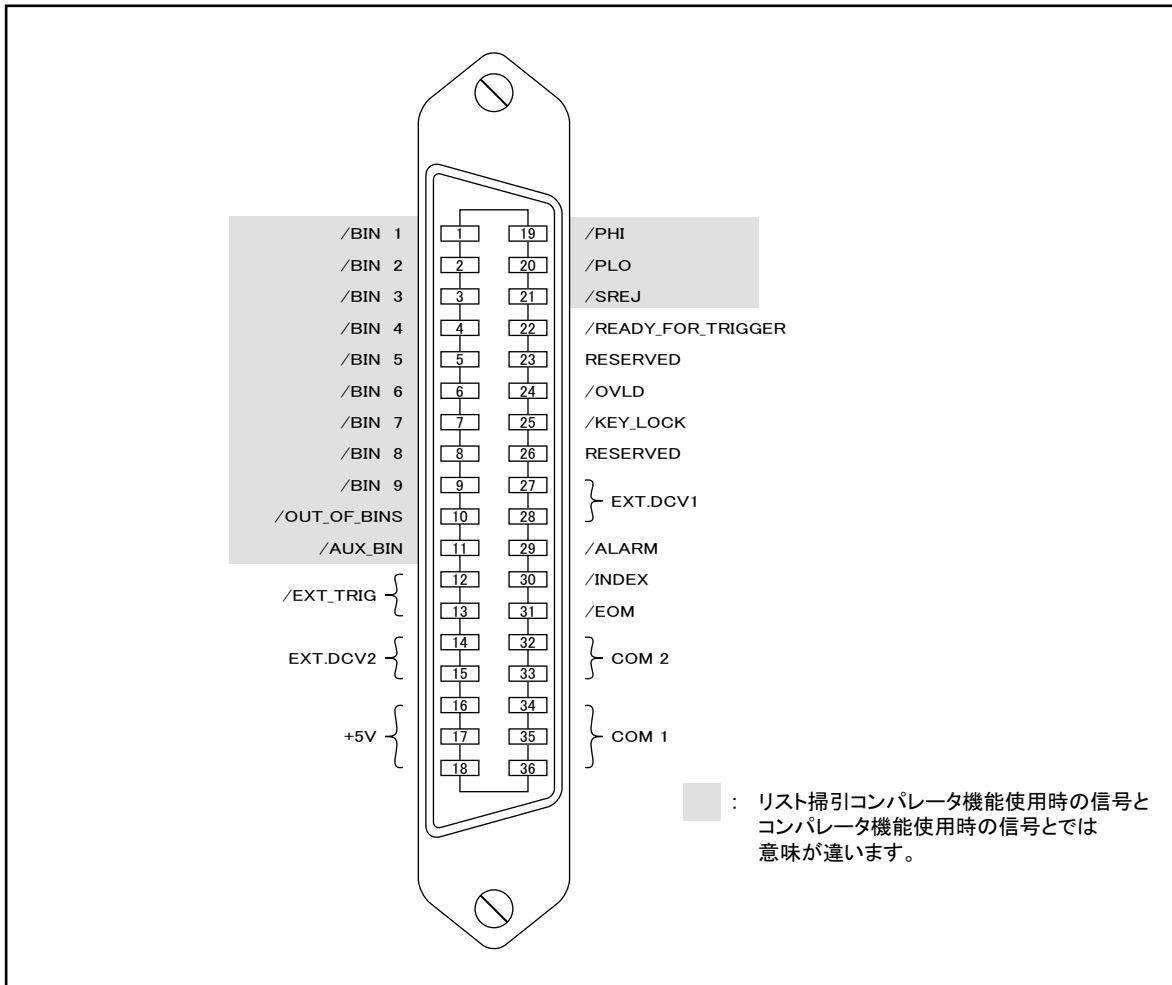 /BIN 1 1 19 /PHI
/BIN 2 2 20 /PLO
/BIN 3 3 21 /SREJ
/BIN 4 4 22 /READY_FOR_TRIGGER
/BIN 5 5 23 RESERVED
/BIN 6 6 24 /OVLD
/BIN 7 7 25 /KEY_LOCK
/BIN 8 8 26 RESERVED
/BIN 9 9 27
EXT.DCV1
/OUT_OF_BINS 10 28
/AUX_BIN 11 29 /ALARM
12 30 /INDEX
/EXT_TRIG
13 31 /EOM
14 32
EXT.DCV2 COM 2
15 33
16 34
+5V 17 35 COM 1
18 36
: リスト掃引コンパレータ機能使用時の信号と
コンパレータ機能使用時の信号とでは
意味が違います。